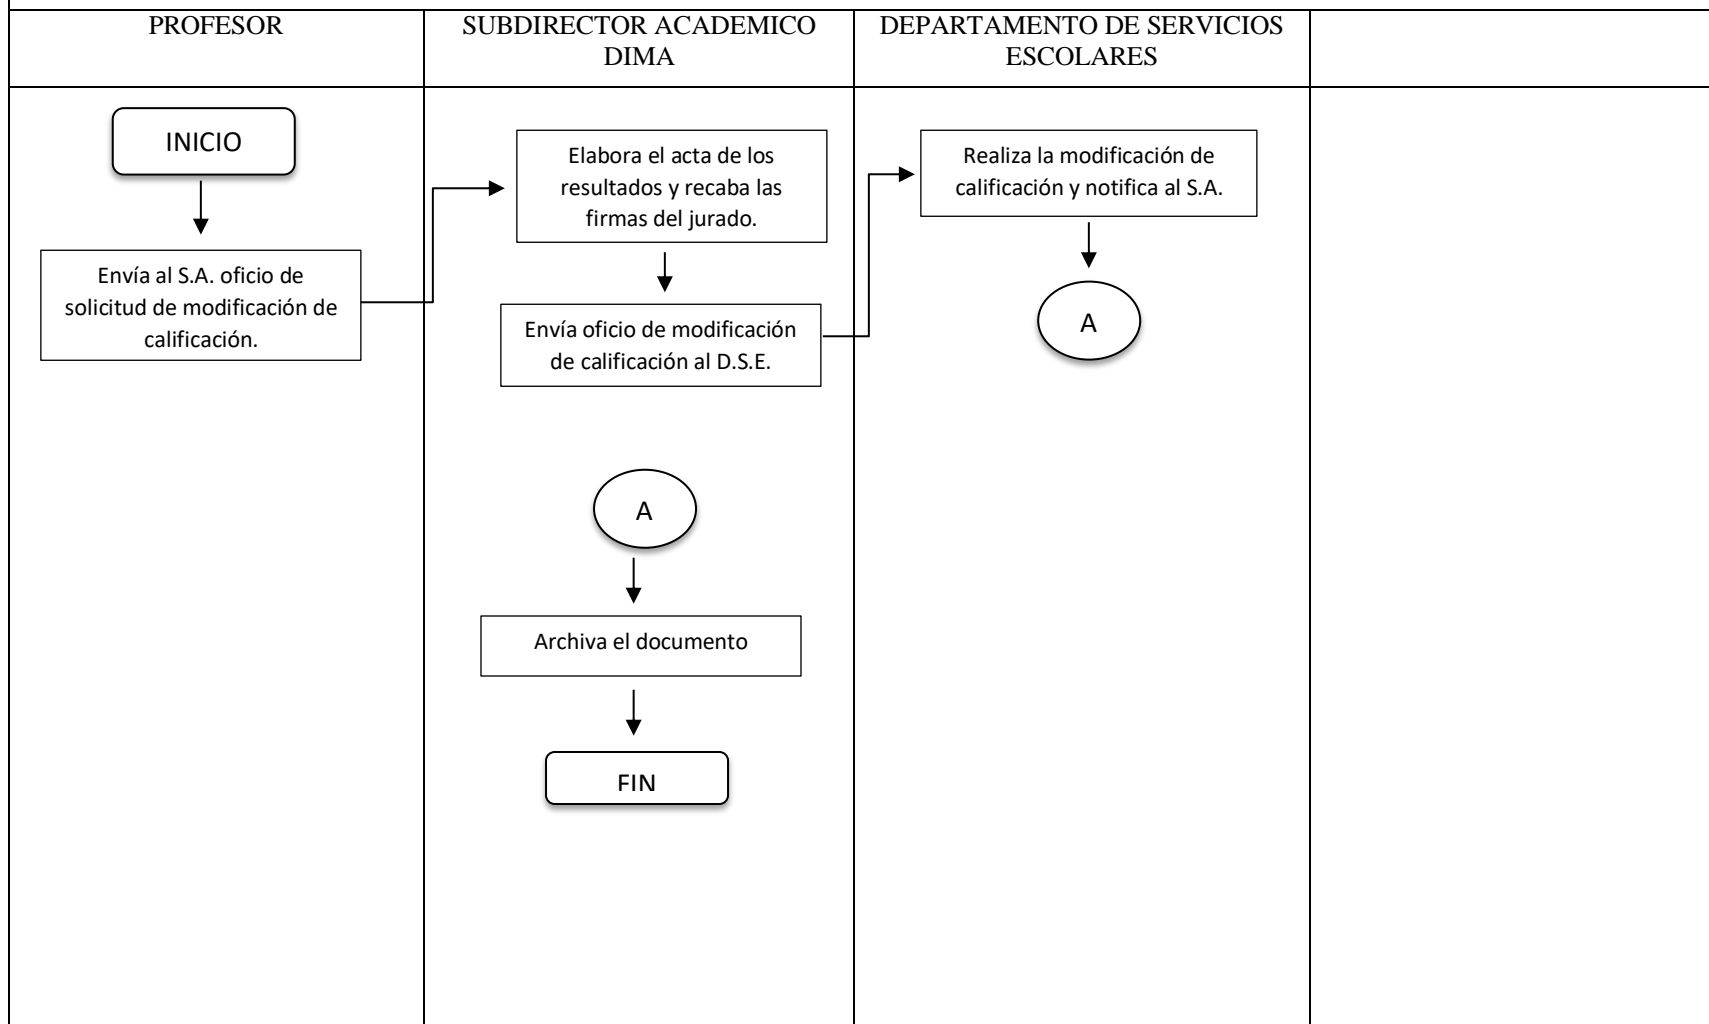 PROFESOR
SUBDIRECTOR ACADEMICO
DIMA
DEPARTAMENTO DE SERVICIOS
ESCOLARES
INICIO
Envía al S.A. oficio de
solicitud de modificación de
calificación.
Elabora el acta de los
resultados y recaba las
firmas del jurado.
Envía oficio de modificación
de calificación al D.S.E.
Realiza la modificación de
calificación y notifica al S.A.
A
A
Archiva el documento
FIN